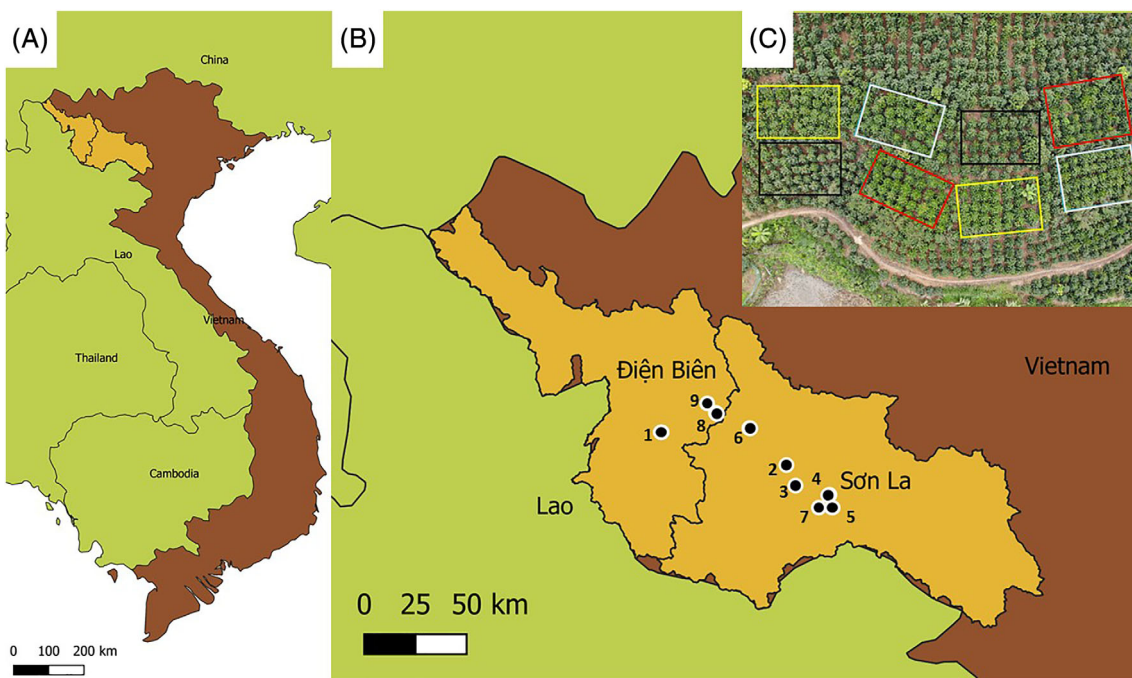 (A)
China
Lao
Vietnam
Thailand
Cambodia
0 100 200 km
(B)
Điện Biên
9
8
1
6
2
3
4
Sơn La
7
5
Lao
Vietnam
0 25 50 km
(C)